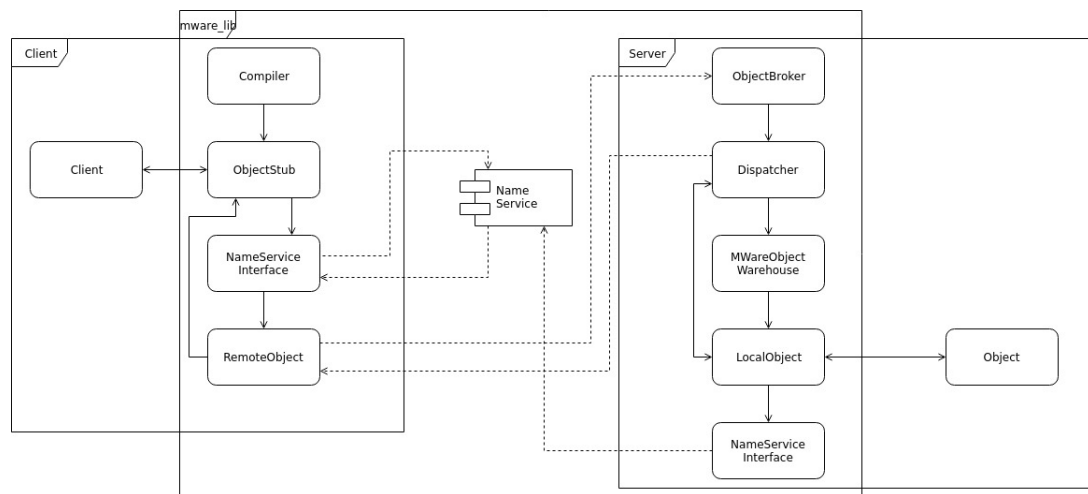 mware_lib
Client
Server
Compiler
ObjectBroker
Client
ObjectStub
Name
Service
Dispatcher
NameService
Interface
MWareObject
Warehouse
RemoteObject
LocalObject
Object
NameService
Interface